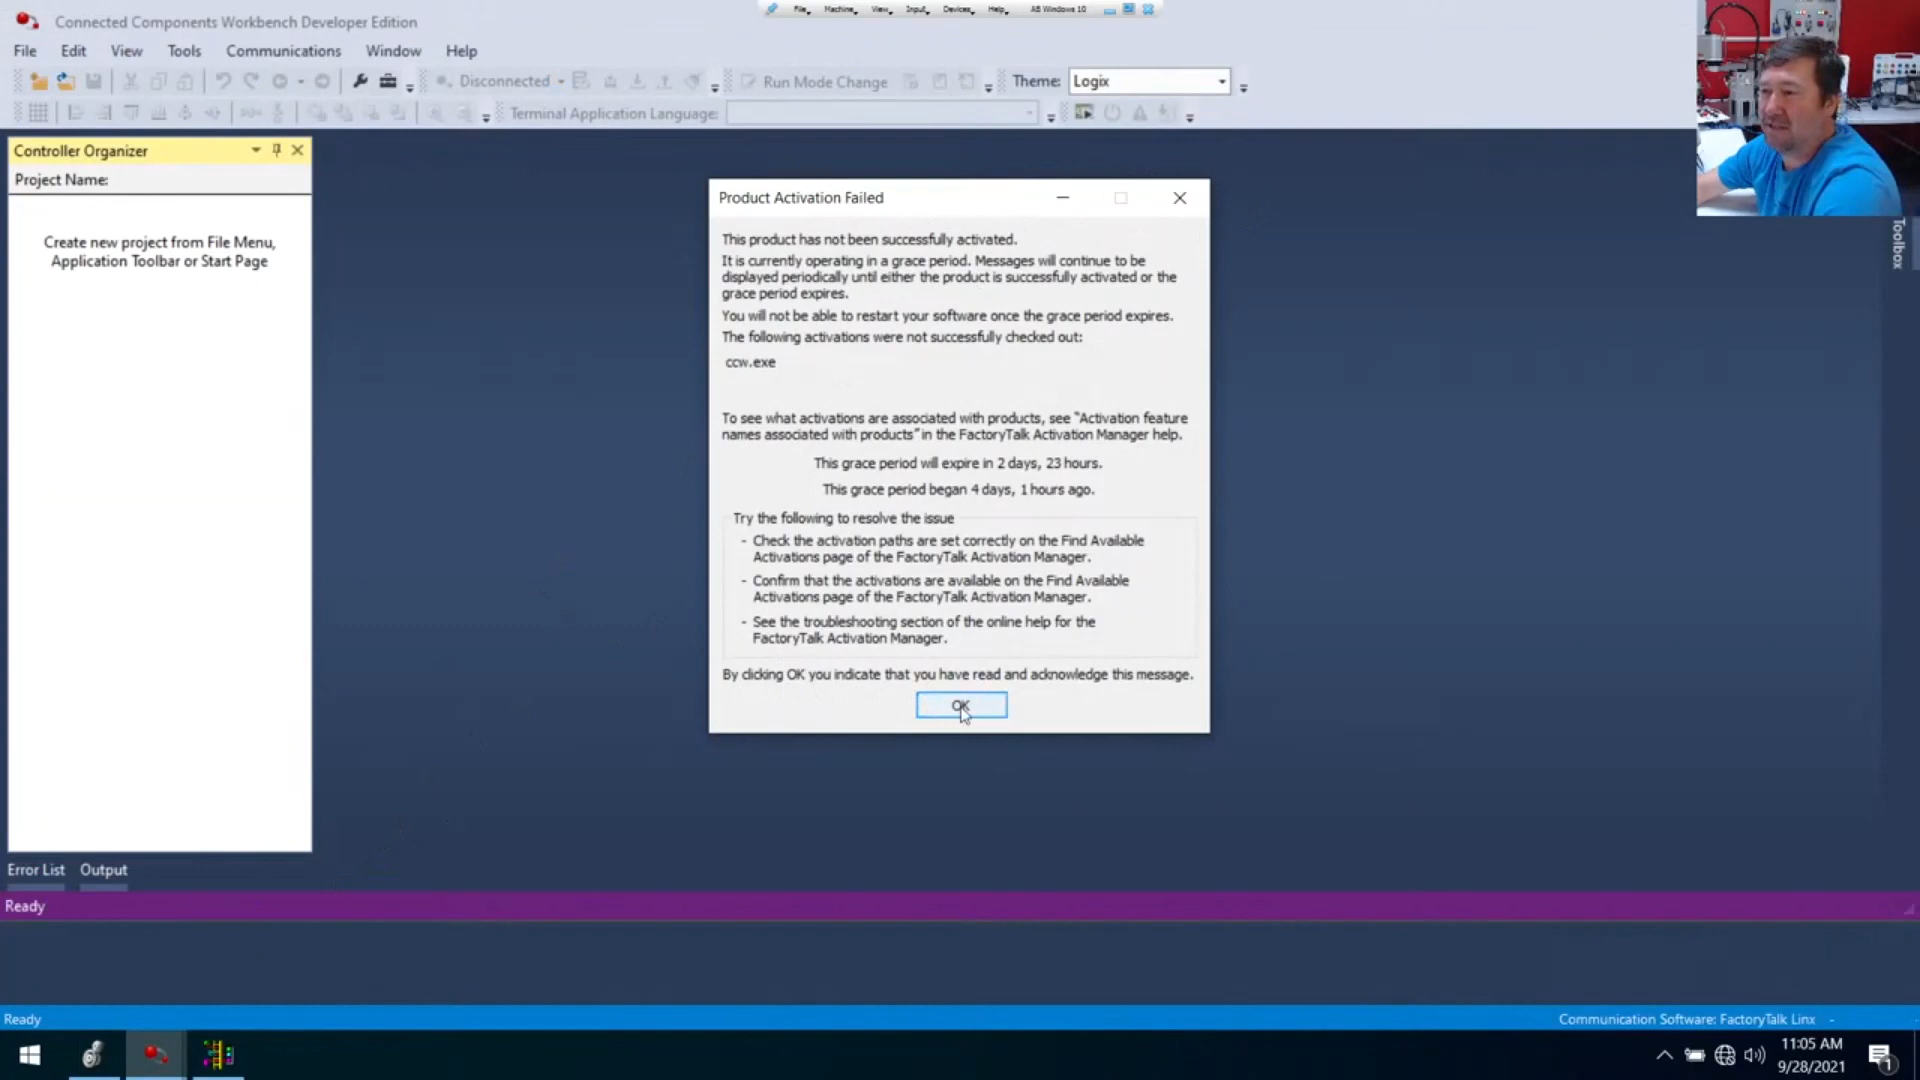 File Machine View Input Devices Help AB Windows 10
Connected Components Workbench Developer Edition
File Edit View Tools Communications Window Help
Disconnected Run Mode Change Theme: Logix
Terminal Application Language:
Controller Organizer
Project Name:
Create new project from File Menu,
Application Toolbar or Start Page
Toolbox
Product Activation Failed
This product has not been successfully activated.
It is currently operating in a grace period. Messages will continue to be
displayed periodically until either the product is successfully activated or the
grace period expires.
You will not be able to restart your software once the grace period expires.
The following activations were not successfully checked out:
ccw.exe
To see what activations are associated with products, see "Activation feature
names associated with products" in the FactoryTalk Activation Manager help.
This grace period will expire in 2 days, 23 hours.
This grace period began 4 days, 1 hours ago.
Try the following to resolve the issue
- Check the activation paths are set correctly on the Find Available
Activations page of the FactoryTalk Activation Manager.
- Confirm that the activations are available on the Find Available
Activations page of the FactoryTalk Activation Manager.
- See the troubleshooting section of the online help for the
FactoryTalk Activation Manager.
By clicking OK you indicate that you have read and acknowledge this message.
OK
Error List Output
Ready
Ready
Communication Software: FactoryTalk Linx -
11:05 AM
9/28/2021
1